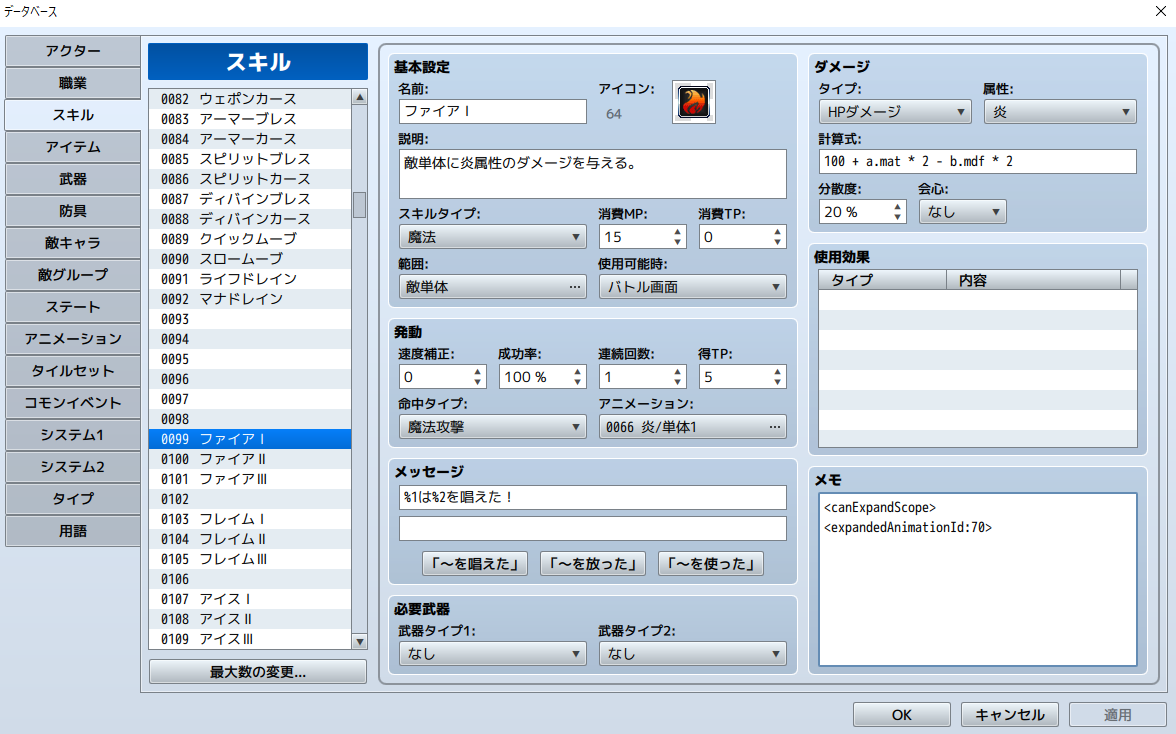 データベース
アクター
職業
スキル
アイテム
武器
防具
敵キャラ
敵グループ
ステート
アニメーション
タイルセット
コモンイベント
システム1
システム2
タイプ
用語
スキル
0082 ウェポンカース
0083 アーマーブレス
0084 アーマーカース
0085 スピリットブレス
0086 スピリットカース
0087 ディバインブレス
0088 ディバインカース
0089 クイックムーブ
0090 スロームーブ
0091 ライフドレイン
0092 マナドレイン
0093
0094
0095
0096
0097
0098
0099 ファイアⅠ
0100 ファイアⅡ
0101 ファイアⅢ
0102
0103 フレイムⅠ
0104 フレイムⅡ
0105 フレイムⅢ
0106
0107 アイスⅠ
0108 アイスⅡ
0109 アイスⅢ
最大数の変更...
基本設定
名前: アイコン:
ファイアⅠ 64
説明:
敵単体に炎属性のダメージを与える。
スキルタイプ: 消費MP: 消費TP:
魔法 15 0
範囲: 使用可能時:
敵単体 ... バトル画面
発動
速度補正: 成功率: 連続回数: 得TP:
0 100 % 1 5
命中タイプ: アニメーション:
魔法攻撃 0066 炎/単体1 ...
メッセージ
%1は%2を唱えた！
「～を唱えた」 「～を放った」 「～を使った」
必要武器
武器タイプ1: 武器タイプ2:
なし なし
ダメージ
タイプ: 属性:
HPダメージ 炎
計算式:
100 + a.mat * 2 - b.mdf * 2
分散度: 会心:
20 % なし
使用効果
タイプ 内容
メモ
<canExpandScope>
<expandedAnimationId:70>
OK キャンセル 適用